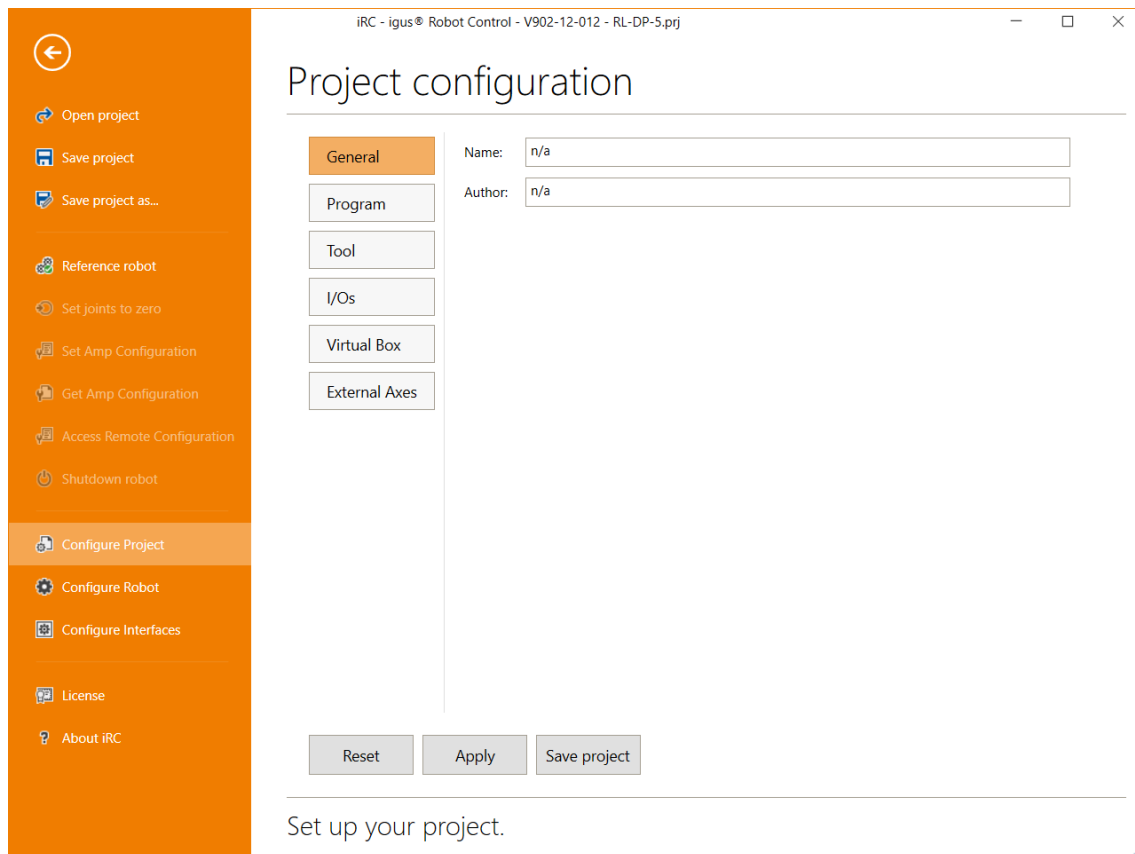 iRC - igus® Robot Control - V902-12-012 - RL-DP-5.prj
Open project
Save project
Save project as...
Reference robot
Set joints to zero
Set Amp Configuration
Get Amp Configuration
Access Remote Configuration
Shutdown robot
Configure Project
Configure Robot
Configure Interfaces
License
About iRC
Project configuration
General
Program
Tool
I/Os
Virtual Box
External Axes
Name: n/a
Author: n/a
Reset Apply Save project
Set up your project.